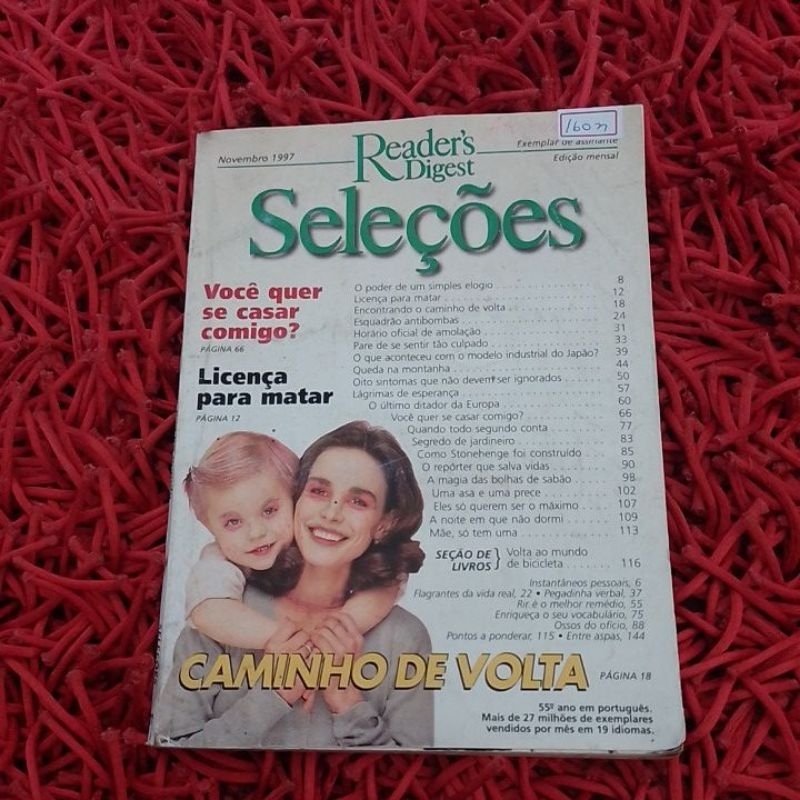 160n
Novembro 1997
Reader's
Digest
Exemplar de assinante
Edição mensal
Seleções
Você quer
se casar
comigo?
PÁGINA 66
Licença
para matar
PÁGINA 12
O poder de um simples elogio 8
Licença para matar 12
Encontrando o caminho de volta 18
Esquadrão antibombas 24
Horário oficial de amolação 31
Pare de se sentir tão culpado 33
O que aconteceu com o modelo industrial do Japão? 39
Queda na montanha 44
Oito sintomas que não devem ser ignorados 50
Lágrimas de esperança 57
O último ditador da Europa 60
Você quer se casar comigo? 66
Quando todo segundo conta 77
Segredo de jardineiro 83
Como Stonehenge foi construído 85
O repórter que salva vidas 90
A magia das bolhas de sabão 98
Uma asa e uma prece 102
Eles só querem ser o máximo 107
A noite em que não dormi 109
Mãe, só tem uma 113
SEÇÃO DE LIVROS } Volta ao mundo
de bicicleta 116
Instantâneos pessoais, 6
Flagrantes da vida real, 22 • Pegadinha verbal, 37
Rir é o melhor remédio, 55
Enriqueça o seu vocabulário, 75
Ossos do ofício, 88
Pontos a ponderar, 115 • Entre aspas, 144
CAMINHO DE VOLTA PÁGINA 18
55º ano em português.
Mais de 27 milhões de exemplares
vendidos por mês em 19 idiomas.